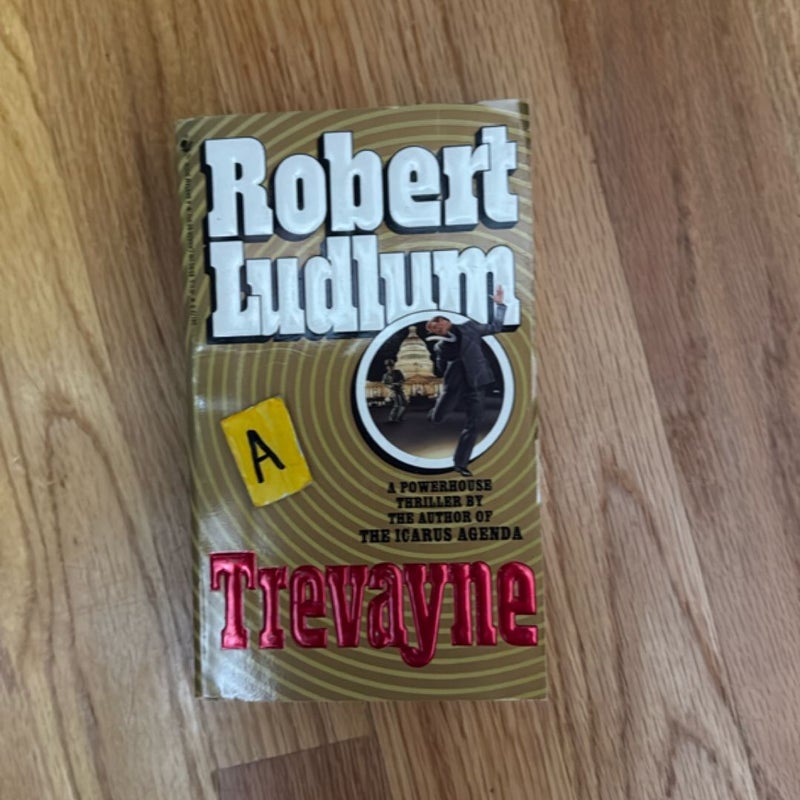 Robert
Ludlum
A
A POWERHOUSE
THRILLER BY
THE AUTHOR OF
THE ICARUS AGENDA
Trevayne